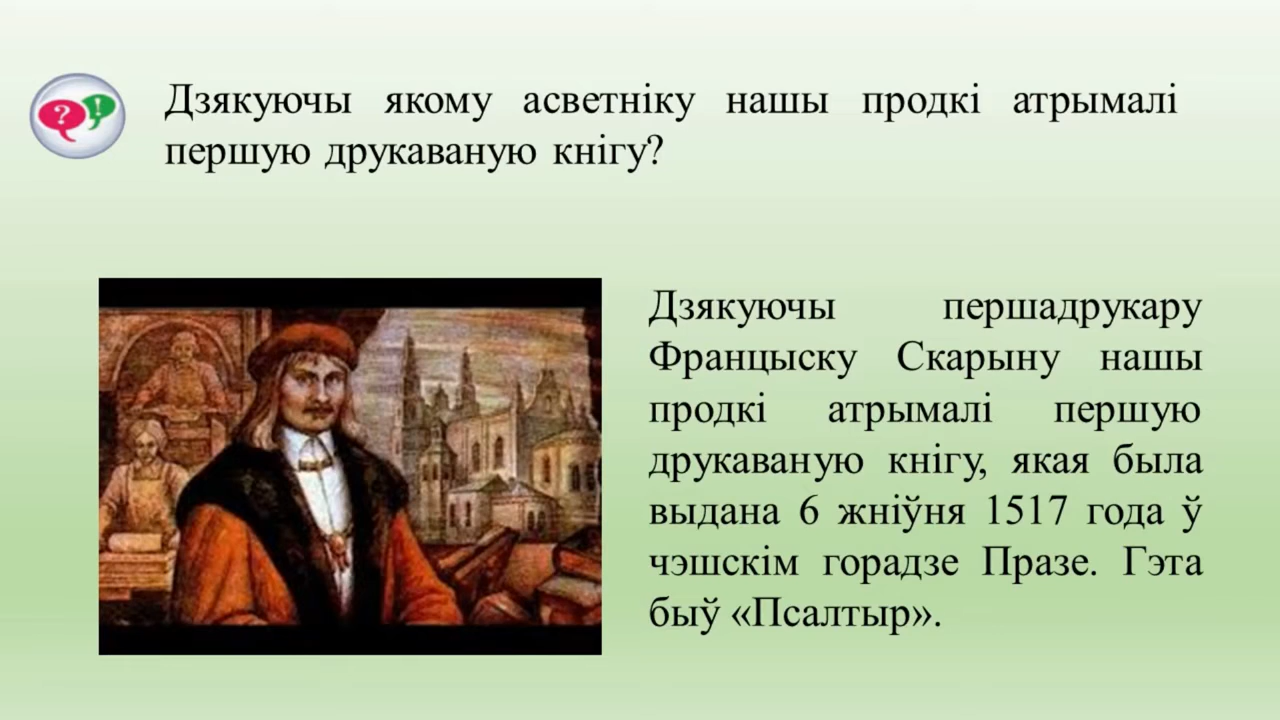 Дзякуючы якому асветніку нашы продкі атрымалі
першую друкаваную кнігу?
Дзякуючы першадрукару
Францыску Скарыну нашы
продкі атрымалі першую
друкаваную кнігу, якая была
выдана 6 жніўня 1517 года ў
чэшскім горадзе Празе. Гэта
быў «Псалтыр».